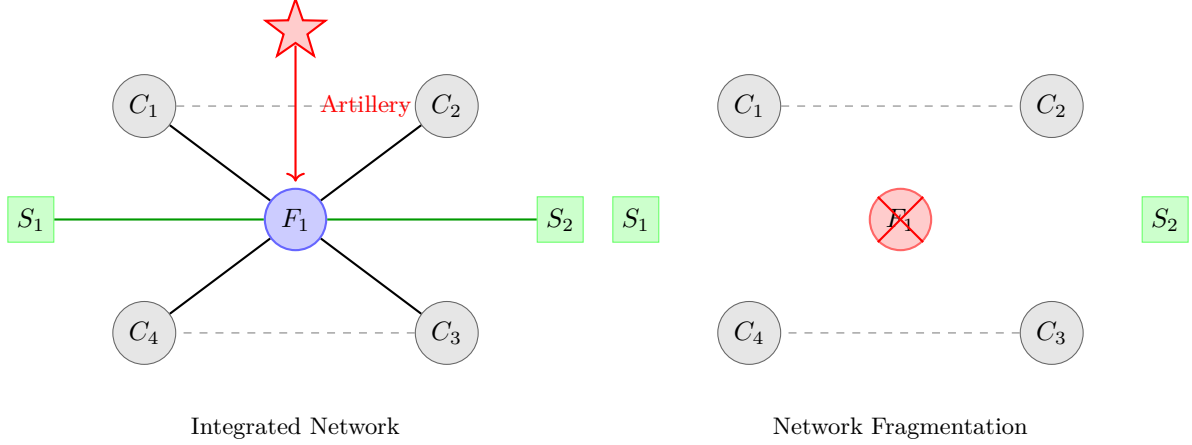 C₁
Artillery
C₂
S₁
F₁
S₂
C₄
C₃
Integrated Network
C₁
C₂
S₁
F₁
S₂
C₄
C₃
Network Fragmentation